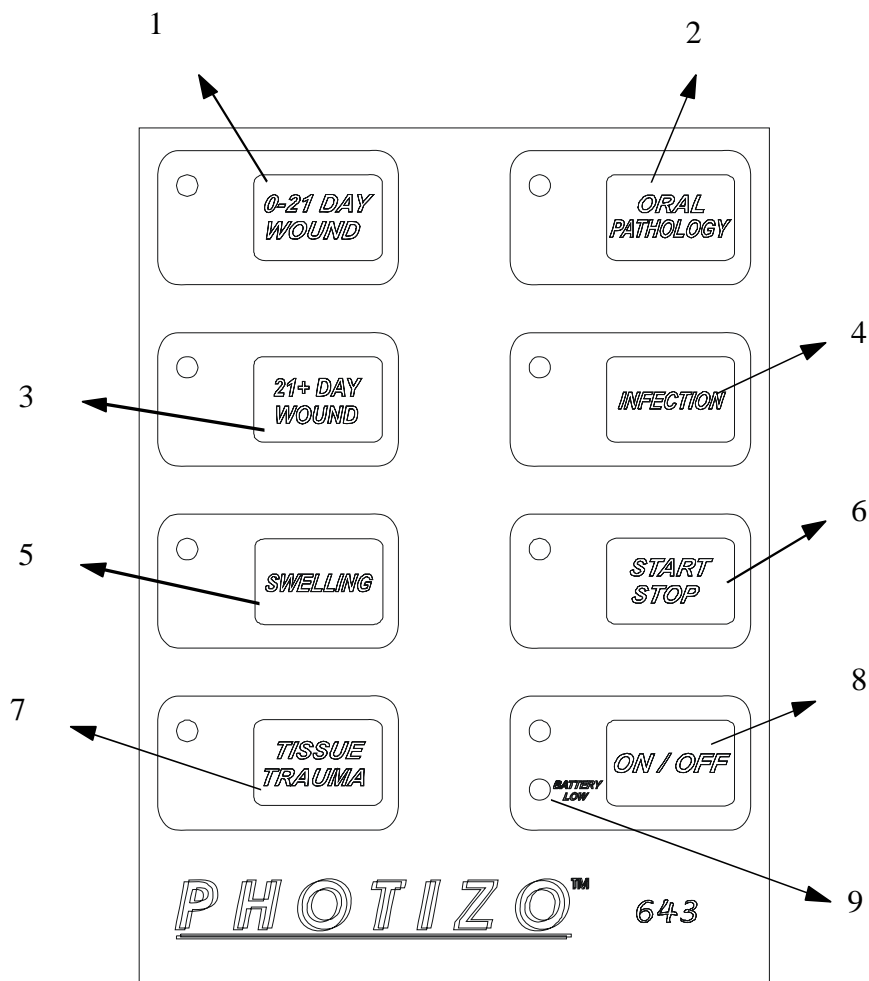 1
2
0-21 DAY
WOUND
ORAL
PATHOLOGY
3
21+ DAY
WOUND
4
INFECTION
5
SWELLING
6
START
STOP
7
TISSUE
TRAUMA
8
ON / OFF
BATTERY
LOW
9
PHOTIZO™
643